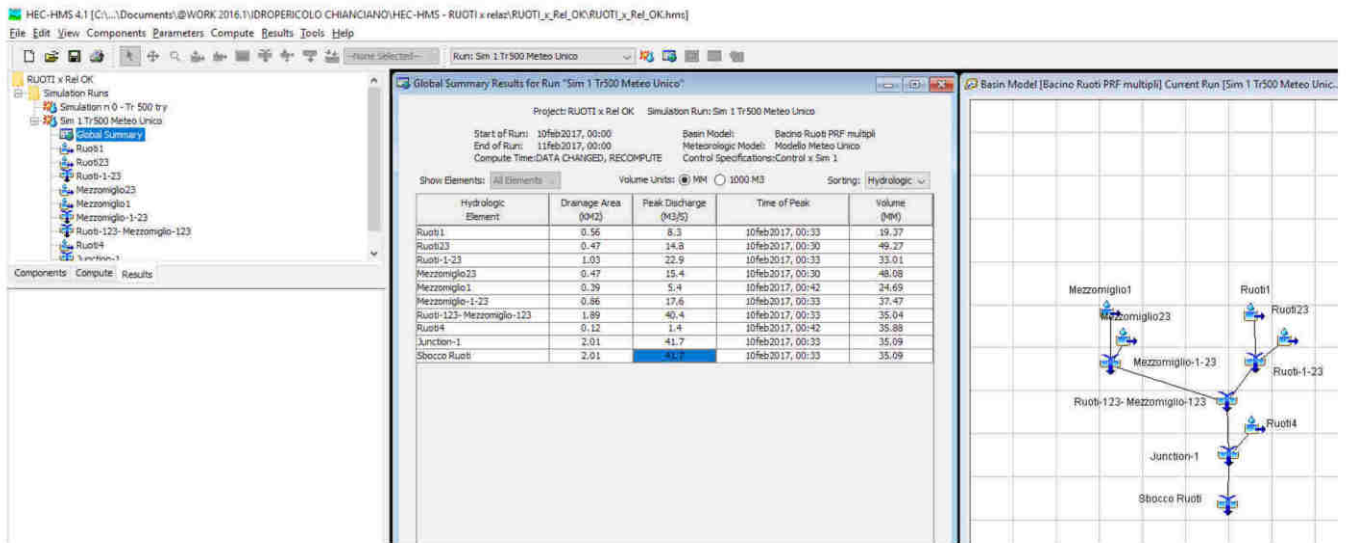 HEC-HMS 4.1 [C:\...\Documents\@WORK 2016.1\IDROPERICOLO CHIANCIANO\HEC-HMS - RUOTI x relaz\RUOTI_x_Rel_OK\RUOTI_x_Rel_OK.hms]
File Edit View Components Parameters Compute Results Tools Help
--None Selected-- Run: Sim 1 Tr500 Meteo Unico
RUOTI x Rel OK
Simulation Runs
Simulation n 0 - Tr 500 try
Sim 1 Tr500 Meteo Unico
Global Summary
Ruoti1
Ruoti23
Ruoti-1-23
Mezzomiglio23
Mezzomiglio1
Mezzomiglio-1-23
Ruoti-123- Mezzomiglio-123
Ruoti4
Junction-1
Components Compute Results
Global Summary Results for Run "Sim 1 Tr500 Meteo Unico"
Project: RUOTI x Rel OK Simulation Run: Sim 1 Tr500 Meteo Unico
Start of Run: 10feb2017, 00:00 Basin Model: Bacino Ruoti PRF multipli
End of Run: 11feb2017, 00:00 Meteorologic Model: Modello Meteo Unico
Compute Time:DATA CHANGED, RECOMPUTE Control Specifications:Control x Sim 1
Show Elements: All Elements Volume Units: MM 1000 M3 Sorting: Hydrologic
Hydrologic Element Drainage Area (KM2) Peak Discharge (M3/S) Time of Peak Volume (MM)
Ruoti1 0.56 8.3 10feb2017, 00:33 19.37
Ruoti23 0.47 14.8 10feb2017, 00:30 49.27
Ruoti-1-23 1.03 22.9 10feb2017, 00:33 33.01
Mezzomiglio23 0.47 15.4 10feb2017, 00:30 48.08
Mezzomiglio1 0.39 5.4 10feb2017, 00:42 24.69
Mezzomiglio-1-23 0.86 17.6 10feb2017, 00:33 37.47
Ruoti-123- Mezzomiglio-123 1.89 40.4 10feb2017, 00:33 35.04
Ruoti4 0.12 1.4 10feb2017, 00:42 35.88
Junction-1 2.01 41.7 10feb2017, 00:33 35.09
Sbocco Ruoti 2.01 41.7 10feb2017, 00:33 35.09
Basin Model [Bacino Ruoti PRF multipli] Current Run [Sim 1 Tr500 Meteo Unic...
Mezzomiglio1 Ruoti1
Mezzomiglio23 Ruoti23
Mezzomiglio-1-23
Ruoti-1-23
Ruoti-123- Mezzomiglio-123
Ruoti4
Junction-1
Sbocco Ruoti